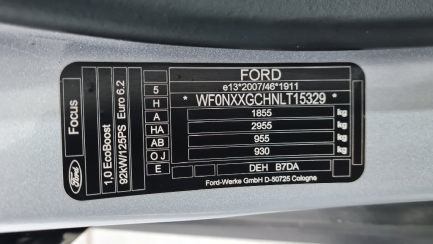 Focus
1.0 EcoBoost
92KW/125PS Euro 6.2
Ford
5
H
A
HA
AB
O J
E
FORD
e13*2007/46*1911
* WF0NXXGCHNLT15329 *
1855 kg
2955 kg
955 kg
930 kg
DEH B7DA
Ford-Werke GmbH D-50725 Cologne